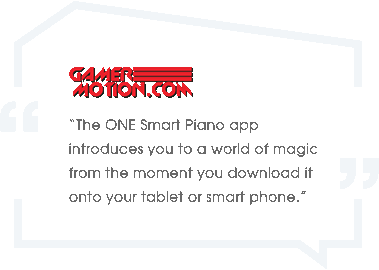 GAMER
MOTION.COM
“The ONE Smart Piano app
introduces you to a world of magic
from the moment you download it
onto your tablet or smart phone.”